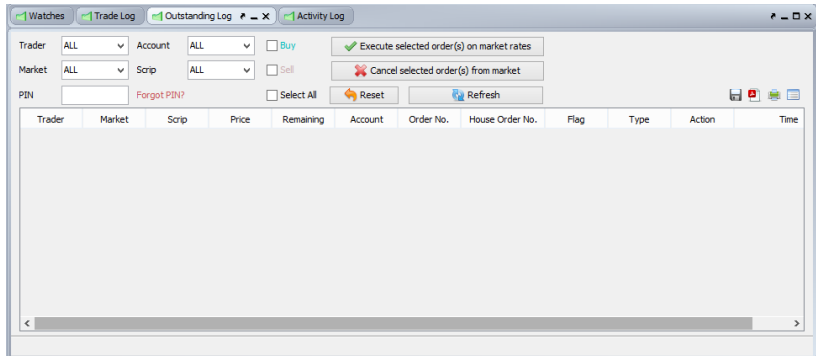 Watches Trade Log Outstanding Log Activity Log
Trader ALL Account ALL Buy Execute selected order(s) on market rates
Market ALL Scrip ALL Sell Cancel selected order(s) from market
PIN Forgot PIN? Select All Reset Refresh
Trader Market Scrip Price Remaining Account Order No. House Order No. Flag Type Action Time